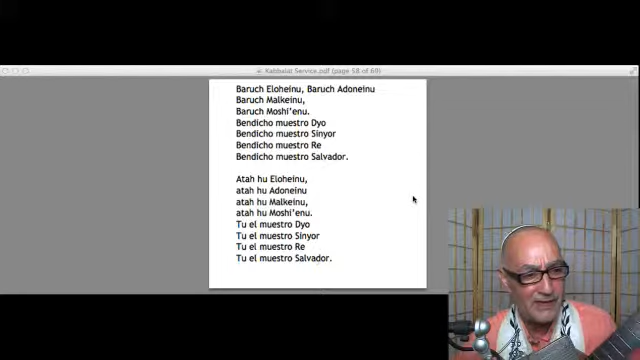 Kabbalat Service.pdf (page 58 of 69)
Baruch Eloheinu, Baruch Adoneinu
Baruch Malkeinu,
Baruch Moshi'enu.
Bendicho muestro Dyo
Bendicho muestro Sinyor
Bendicho muestro Re
Bendicho muestro Salvador.
Atah hu Eloheinu,
atah hu Adoneinu
atah hu Malkeinu,
atah hu Moshi'enu.
Tu el muestro Dyo
Tu el muestro Sinyor
Tu el muestro Re
Tu el muestro Salvador.